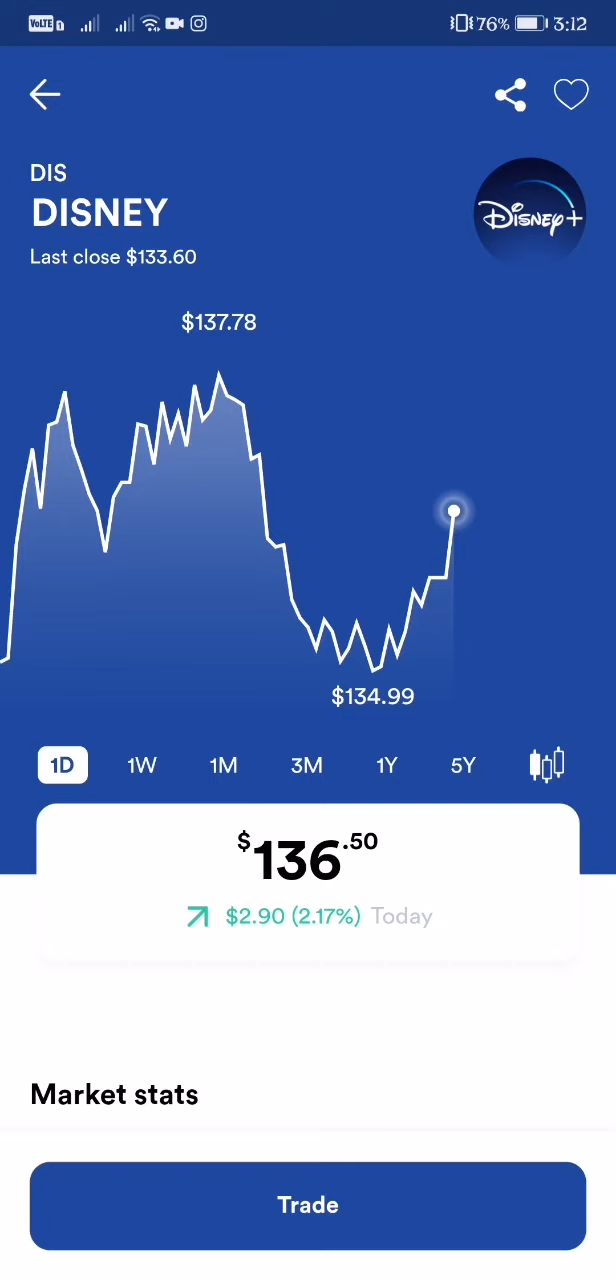 VoLTE 1 76% 3:12
DIS
DISNEY
Last close $133.60
Disney+
$137.78
$134.99
1D 1W 1M 3M 1Y 5Y
$136.50
$2.90 (2.17%) Today
Market stats
Trade